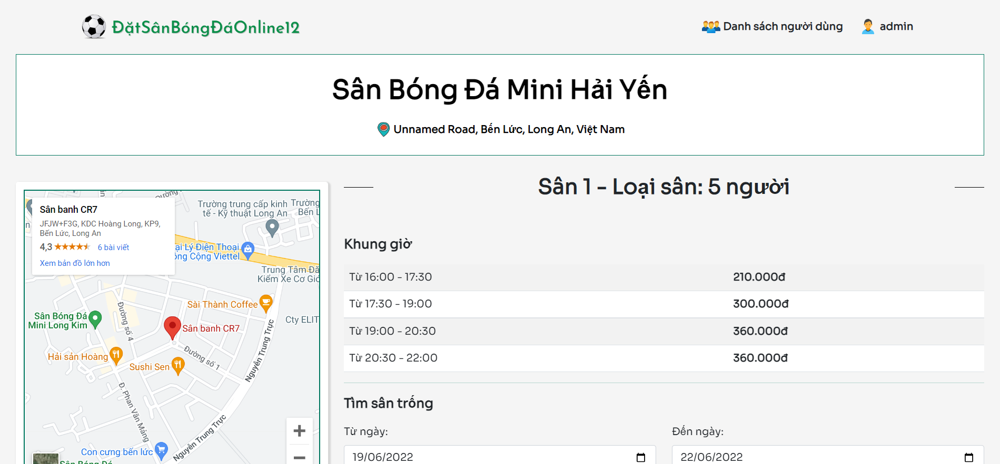 ĐặtSânBóngĐáOnline12
Danh sách người dùng
admin
Sân Bóng Đá Mini Hải Yến
Unnamed Road, Bến Lức, Long An, Việt Nam
Sân banh CR7
JFJW+F3G, KDC Hoàng Long, KP9,
Bến Lức, Long An
4,3
6 bài viết
Xem bản đồ lớn hơn
Trường trung cấp kinh
tế - Kỹ thuật Long An
Trường
Bến L
ại Lý Điện Thoại
ông Cộng Viettel
Trung Tâm Đă
Kiểm Xe Cơ Giớ
Sài Thành Coffee
Đường số 4
Sân Bóng Đá
Mini Long Kim
Cty ELIT
Sân banh CR7
Hải sản Hoàng
Sushi Sen
Đường số 1
Nguyễn Trung Trực
Đ. Phan Văn Mảng
Nguyễn Trung Trực
Con cưng bến lức
Sân Bóng Đá
Sân 1 - Loại sân: 5 người
Khung giờ
Từ 16:00 - 17:30 210.000đ
Từ 17:30 - 19:00 300.000đ
Từ 19:00 - 20:30 360.000đ
Từ 20:30 - 22:00 360.000đ
Tìm sân trống
Từ ngày: Đến ngày:
19/06/2022 22/06/2022